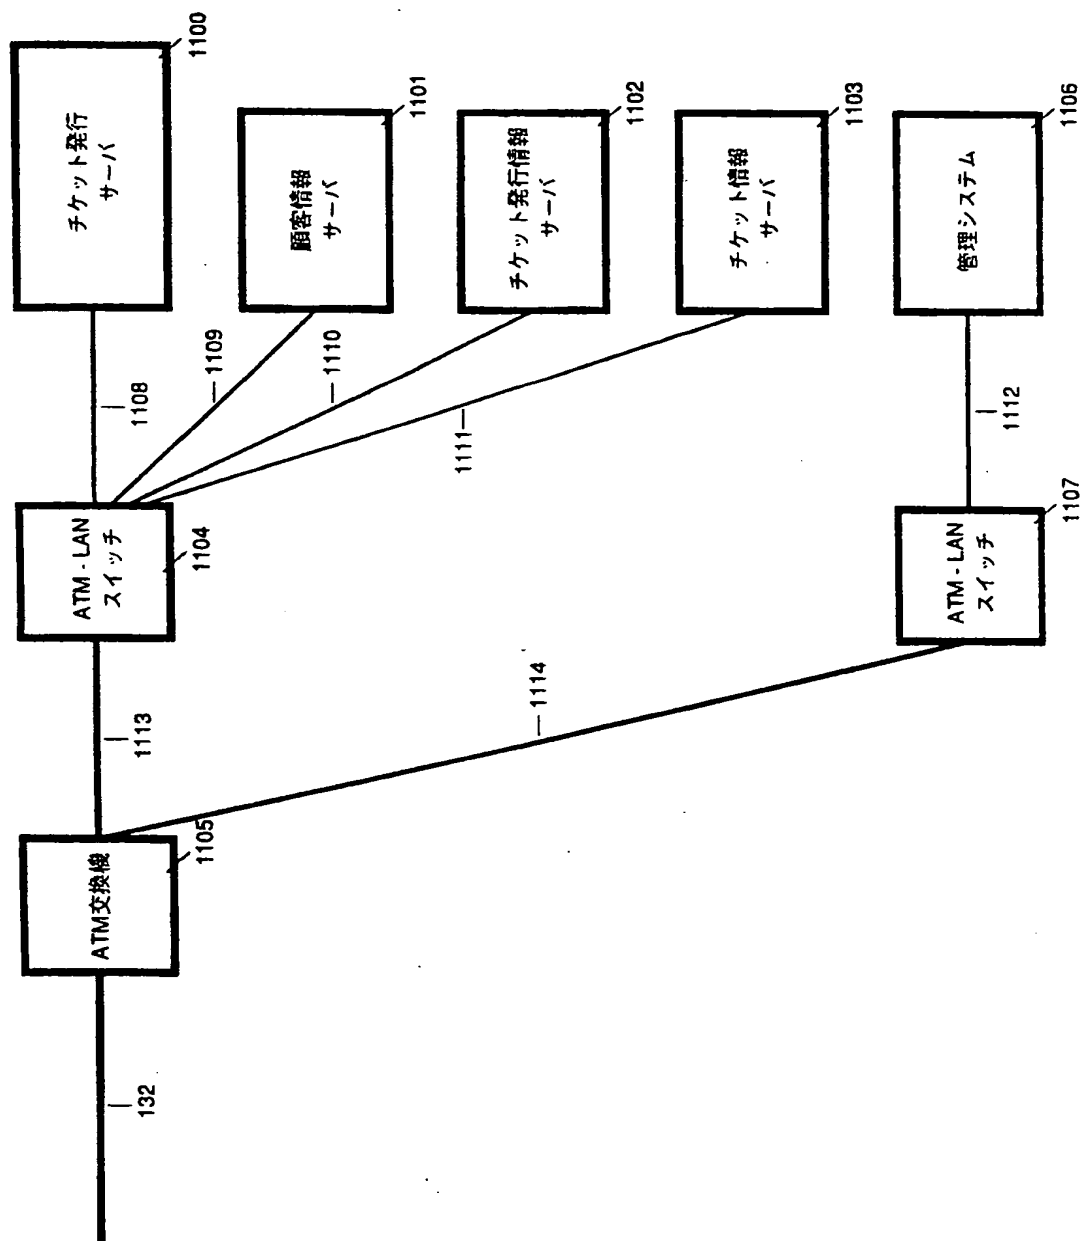 チケット発行
サーバ
1100
顧客情報
サーバ
1101
チケット発行情報
サーバ
1102
チケット情報
サーバ
1103
管理システム
1106
1108
1109
1110
1111
1112
ATM - LAN
スイッチ
1104
ATM - LAN
スイッチ
1107
1113
1114
ATM交換機
1105
132